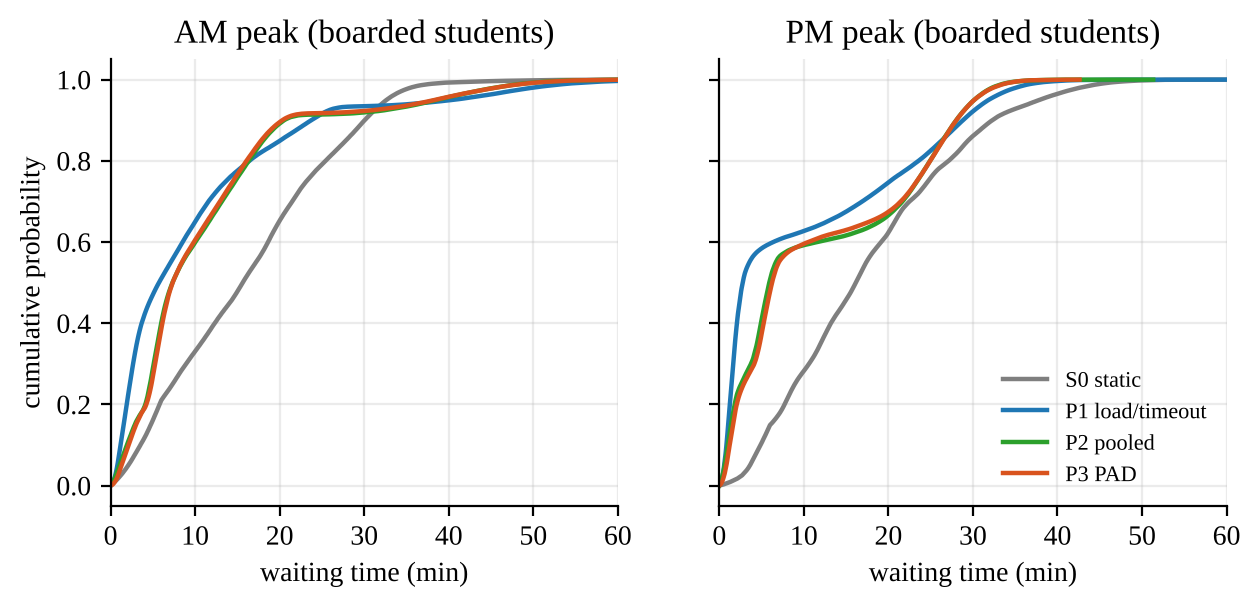 AM peak (boarded students)
PM peak (boarded students)
cumulative probability
1.0
0.8
0.6
0.4
0.2
0.0
0 10 20 30 40 50 60
waiting time (min)
S0 static
P1 load/timeout
P2 pooled
P3 PAD
0 10 20 30 40 50 60
waiting time (min)